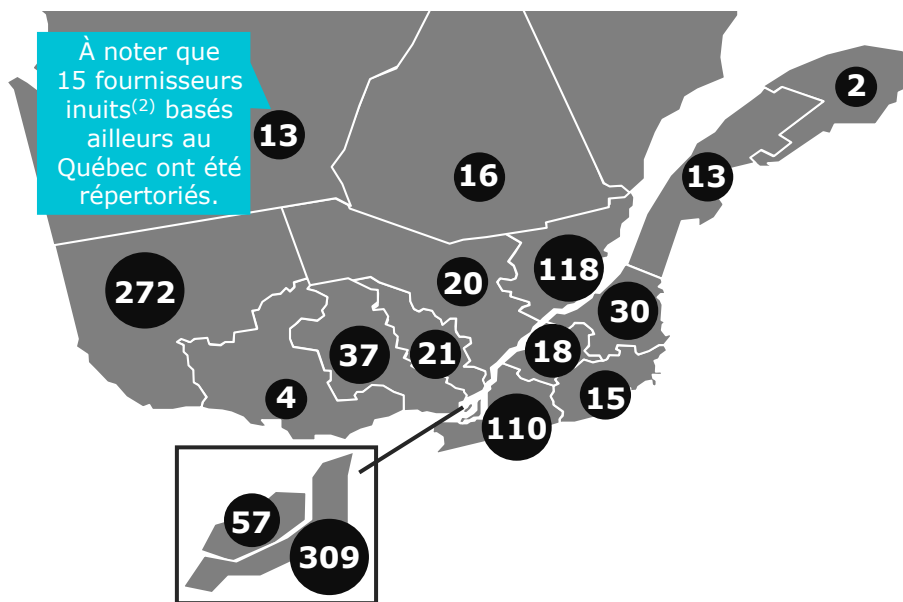 À noter que
15 fournisseurs
inuits(2) basés
ailleurs au
Québec ont été
répertoriés.
2
13
16
13
118
20
272
30
37
21
18
4
15
110
57
309